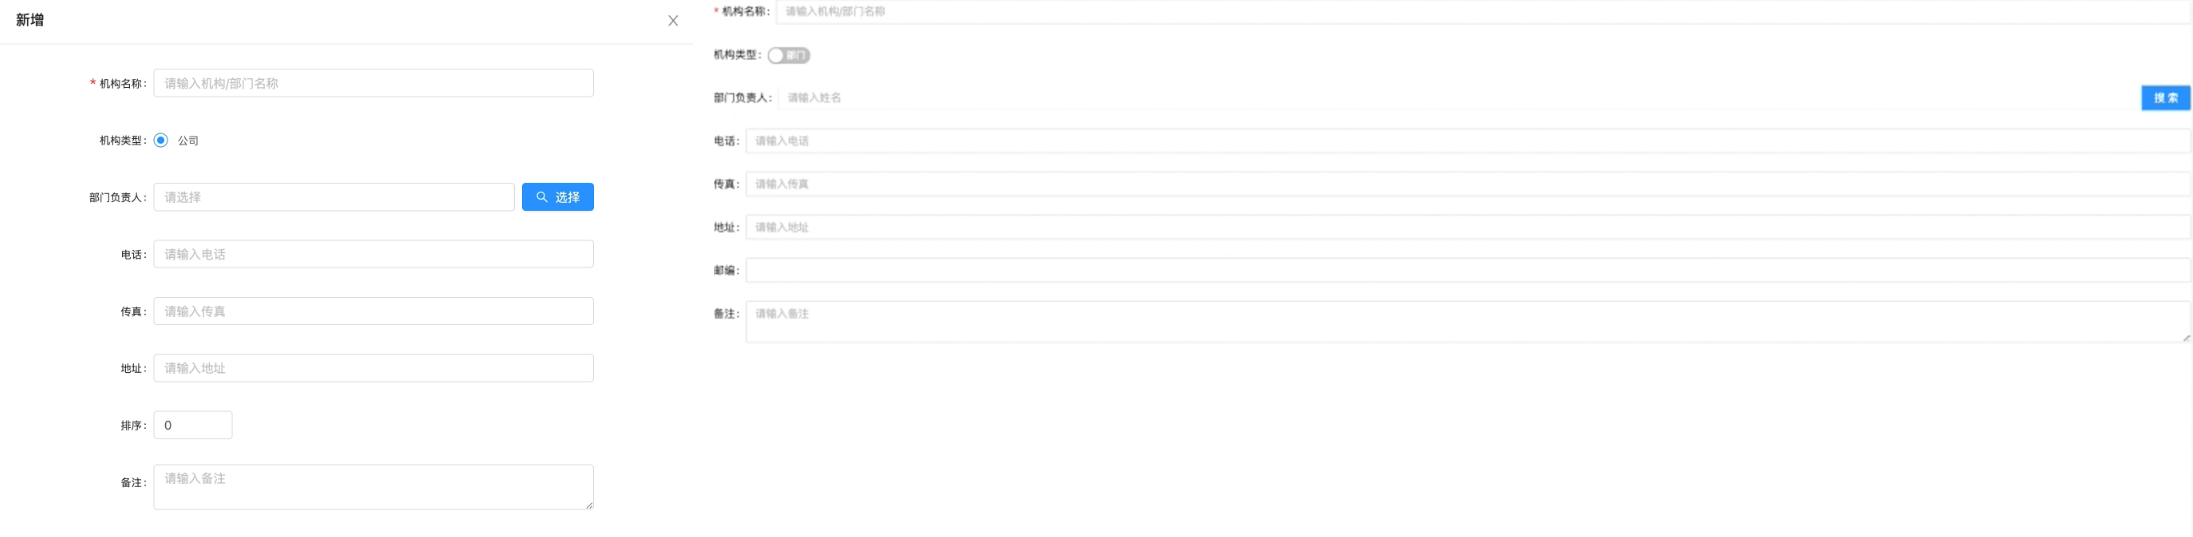 新增
* 机构名称: 请输入机构/部门名称
机构类型: 公司
部门负责人: 请选择 选择
电话: 请输入电话
传真: 请输入传真
地址: 请输入地址
排序: 0
备注: 请输入备注
* 机构名称: 请输入机构/部门名称
机构类型: 部门
部门负责人: 请输入姓名 搜 索
电话: 请输入电话
传真: 请输入传真
地址: 请输入地址
邮编:
备注: 请输入备注